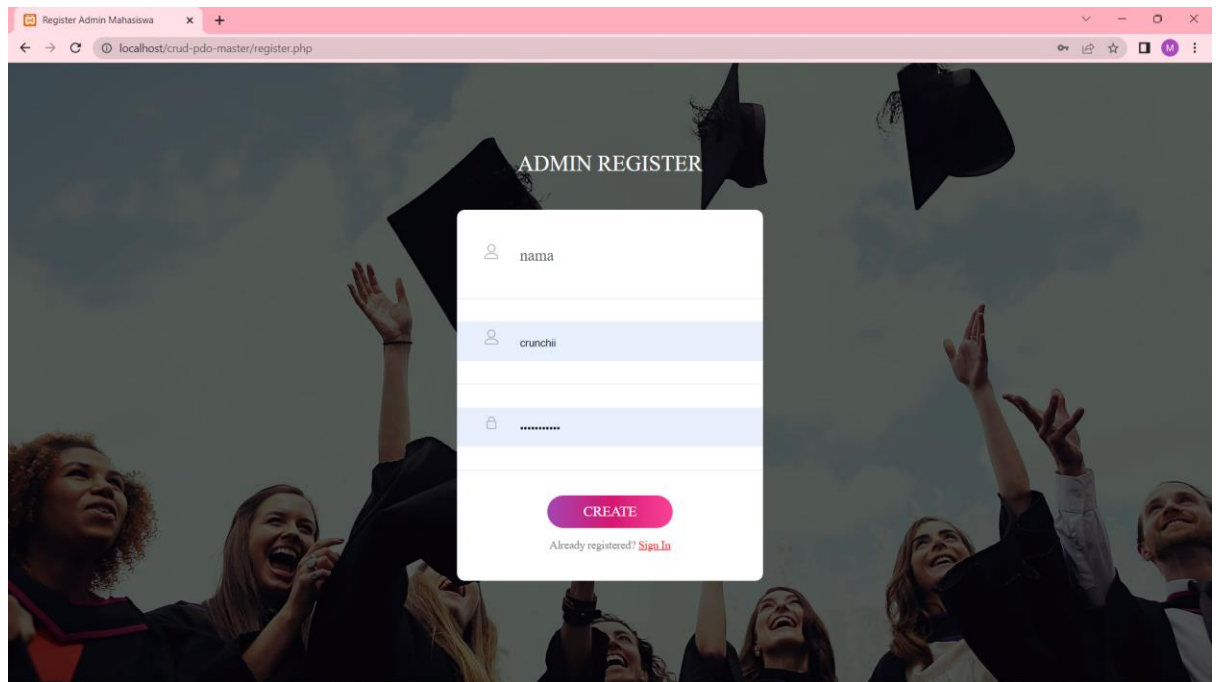 Register Admin Mahasiswa
localhost/crud-pdo-master/register.php
M
ADMIN REGISTER
nama
crunchii
•••••••••••
CREATE
Already registered? Sign In